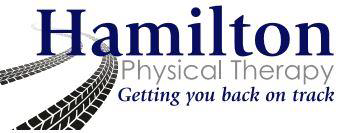 Hamilton
Physical Therapy
Getting you back on track